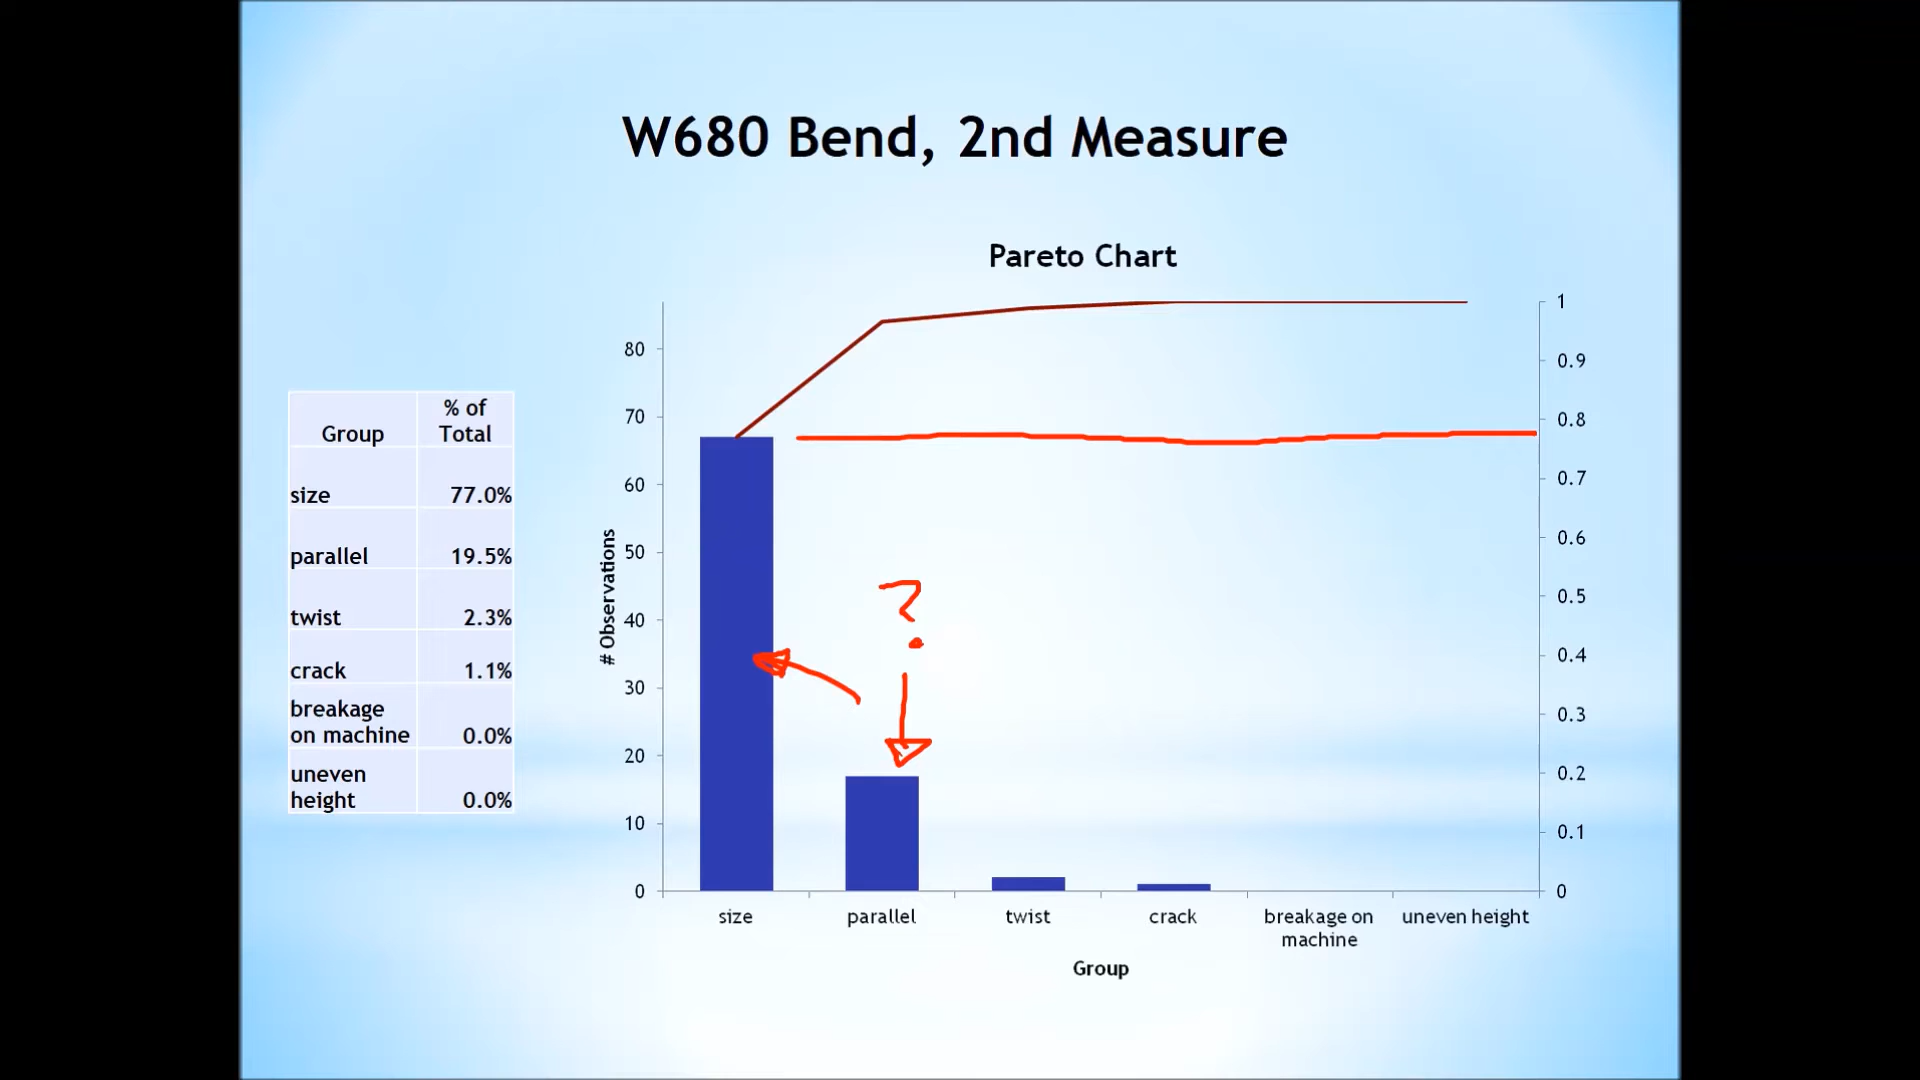 W680 Bend, 2nd Measure
Pareto Chart
Group
% of
Total
size 77.0%
parallel 19.5%
twist 2.3%
crack 1.1%
breakage
on machine 0.0%
uneven
height 0.0%
# Observations
80
70
60
50
40
30
20
10
0
?
1
0.9
0.8
0.7
0.6
0.5
0.4
0.3
0.2
0.1
0
size
parallel
twist
crack
breakage on
machine
uneven height
Group